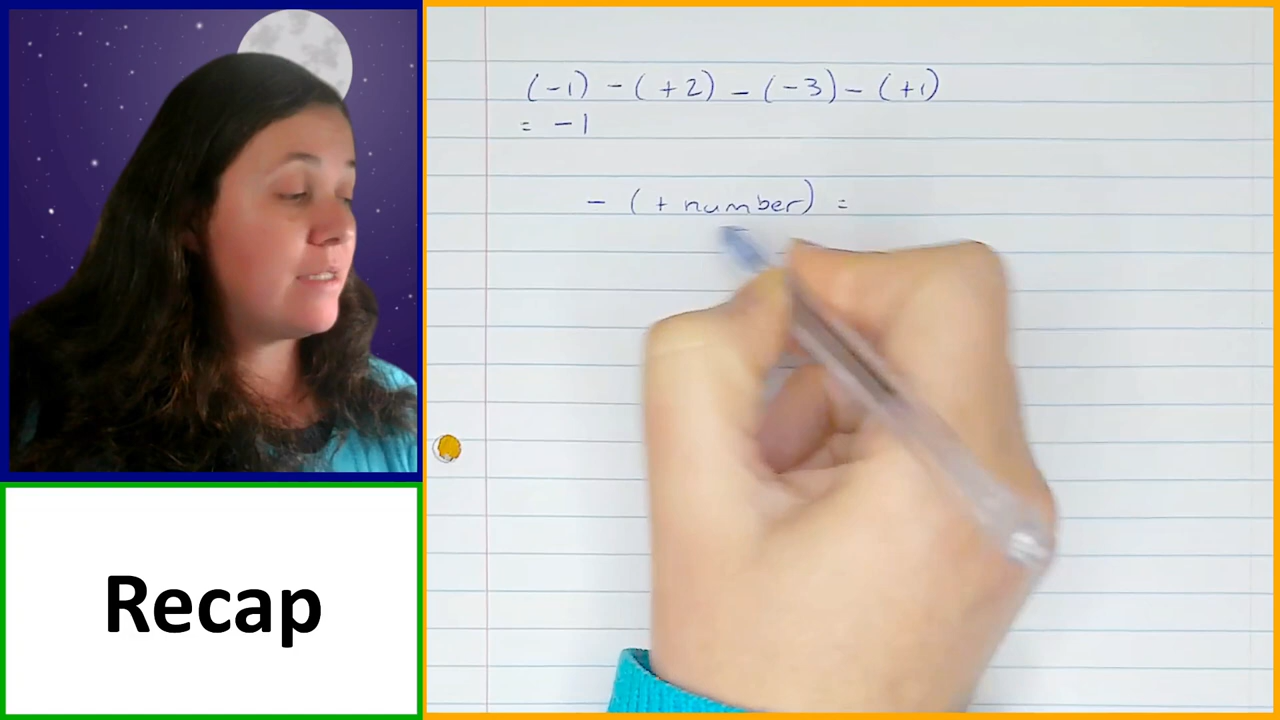 (-1) - (+2) - (-3) - (+1)
= -1
- (+ number) =
Recap